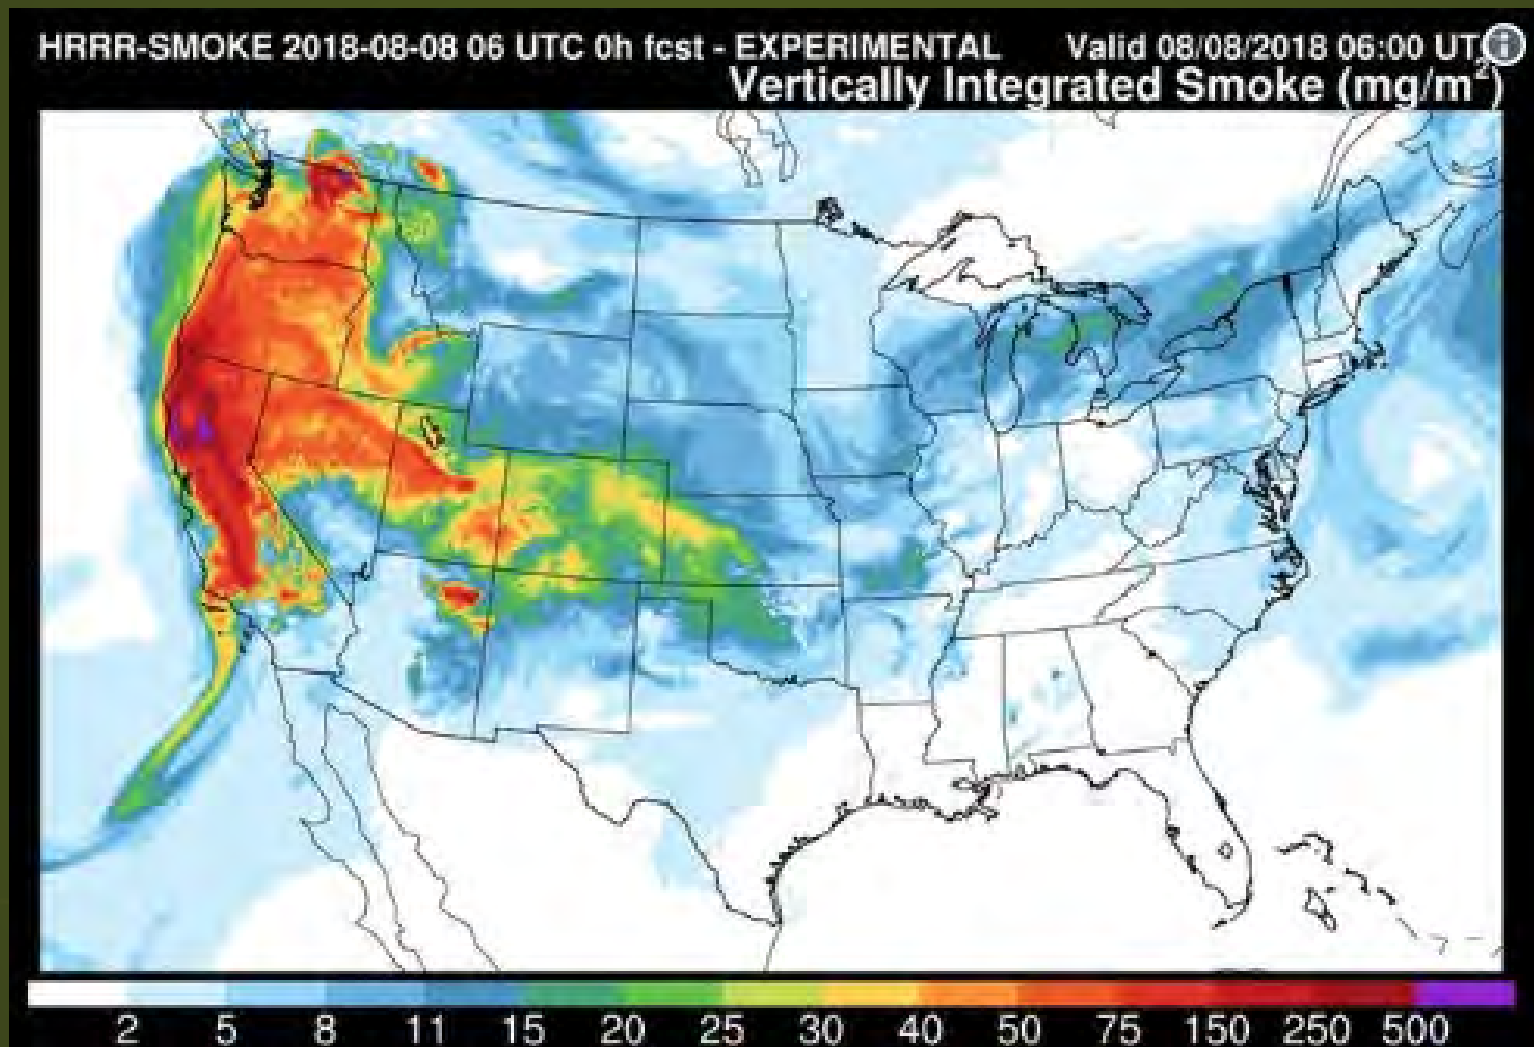 HRRR-SMOKE 2018-08-08 06 UTC 0h fcst - EXPERIMENTAL Valid 08/08/2018 06:00 UTC
Vertically Integrated Smoke (mg/m²)
2 5 8 11 15 20 25 30 40 50 75 150 250 500